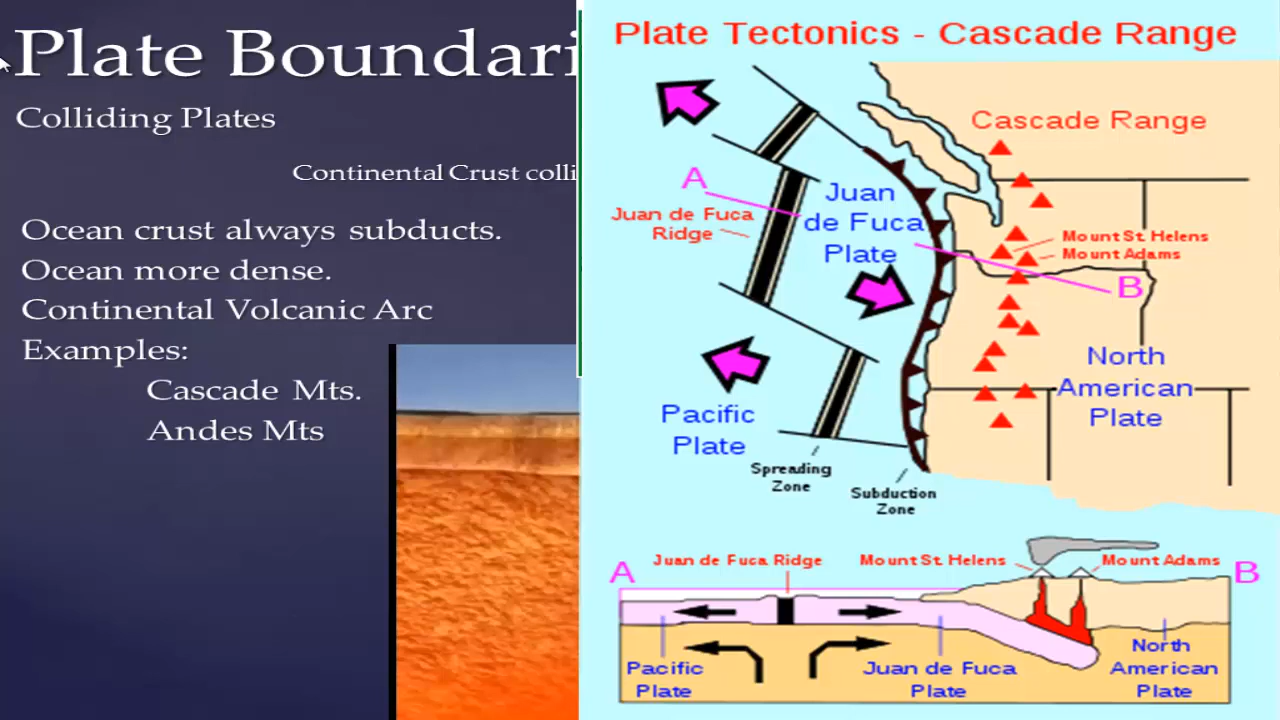 Plate Boundari
Colliding Plates
Continental Crust colli
Ocean crust always subducts.
Ocean more dense.
Continental Volcanic Arc
Examples:
Cascade Mts.
Andes Mts
Plate Tectonics - Cascade Range
Cascade Range
A
Juan de Fuca
Ridge
Juan
de Fuca
Plate
Mount St. Helens
Mount Adams
B
North
American
Plate
Pacific
Plate
Spreading
Zone
Subduction
Zone
A
Juan de Fuca Ridge
Mount St. Helens
Mount Adams
B
Pacific
Plate
Juan de Fuca
Plate
North
American
Plate